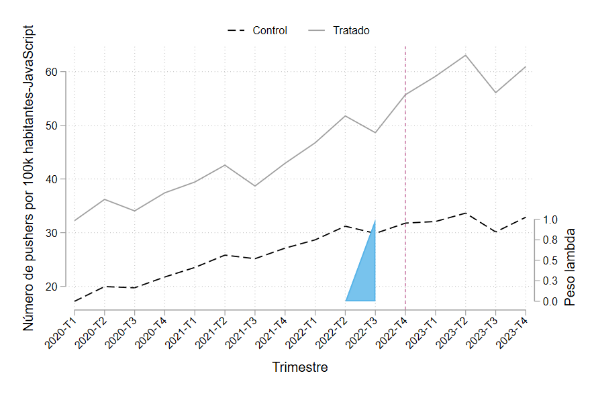 Control
Tratado
Número de pushers por 100k habitantes-JavaScript
60
50
40
30
20
1.0
0.8
0.5
0.3
0.0
Peso lambda
2020-T1
2020-T2
2020-T3
2020-T4
2021-T1
2021-T2
2021-T3
2021-T4
2022-T1
2022-T2
2022-T3
2022-T4
2023-T1
2023-T2
2023-T3
2023-T4
Trimestre